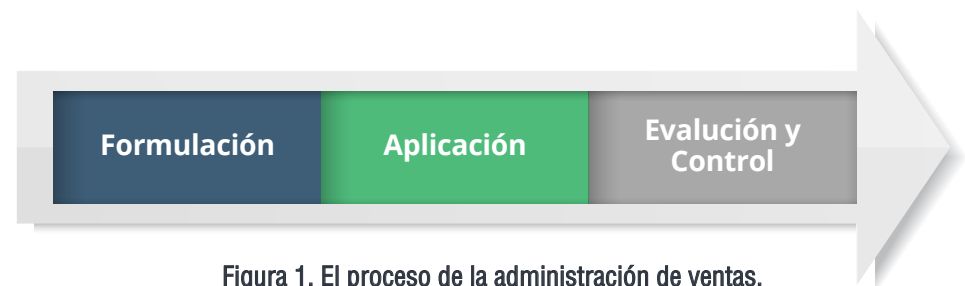 Formulación
Aplicación
Evalución y
Control
Figura 1. El proceso de la administración de ventas.